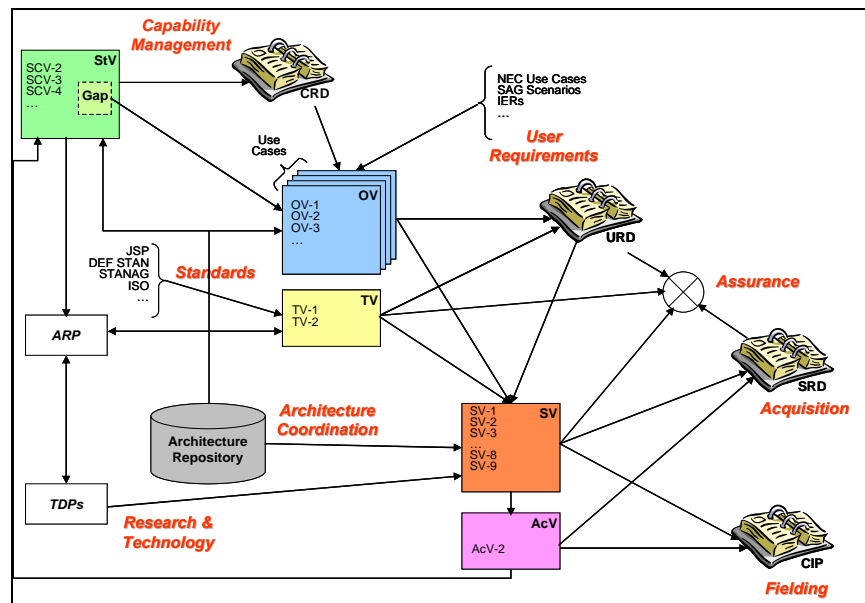 Capability
Management
StV
SCV-2
SCV-3
SCV-4
...
Gap
CRD
NEC Use Cases
SAG Scenarios
IERs
...
User
Requirements
Use
Cases
OV
OV-1
OV-2
OV-3
...
URD
JSP
DEF STAN
STANAG
ISO
...
Standards
TV
TV-1
TV-2
Assurance
ARP
SRD
Acquisition
Architecture
Coordination
Architecture
Repository
SV
SV-1
SV-2
SV-3
...
SV-8
SV-9
TDPs
Research &
Technology
AcV
AcV-2
CIP
Fielding